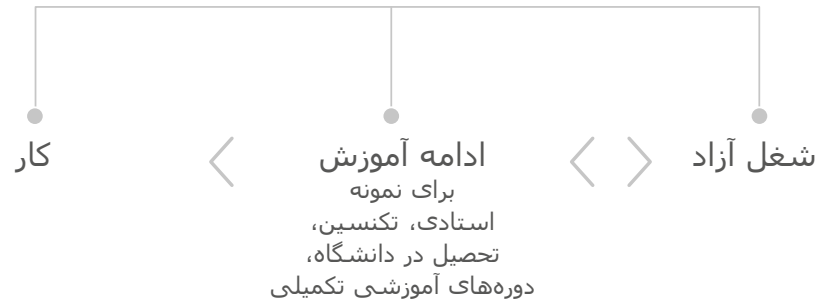 شغل آزاد
ادامه آموزش
برای نمونه
استادی، تکنسین،
تحصیل در دانشگاه،
دوره‌های آموزشی تکمیلی
کار